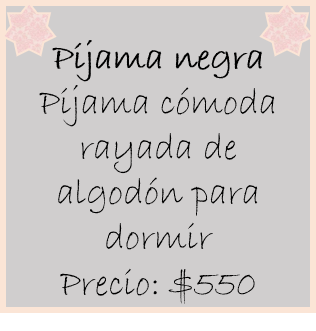 Pijama negra
Pijama cómoda
rayada de
algodón para
dormir
Precio: $550